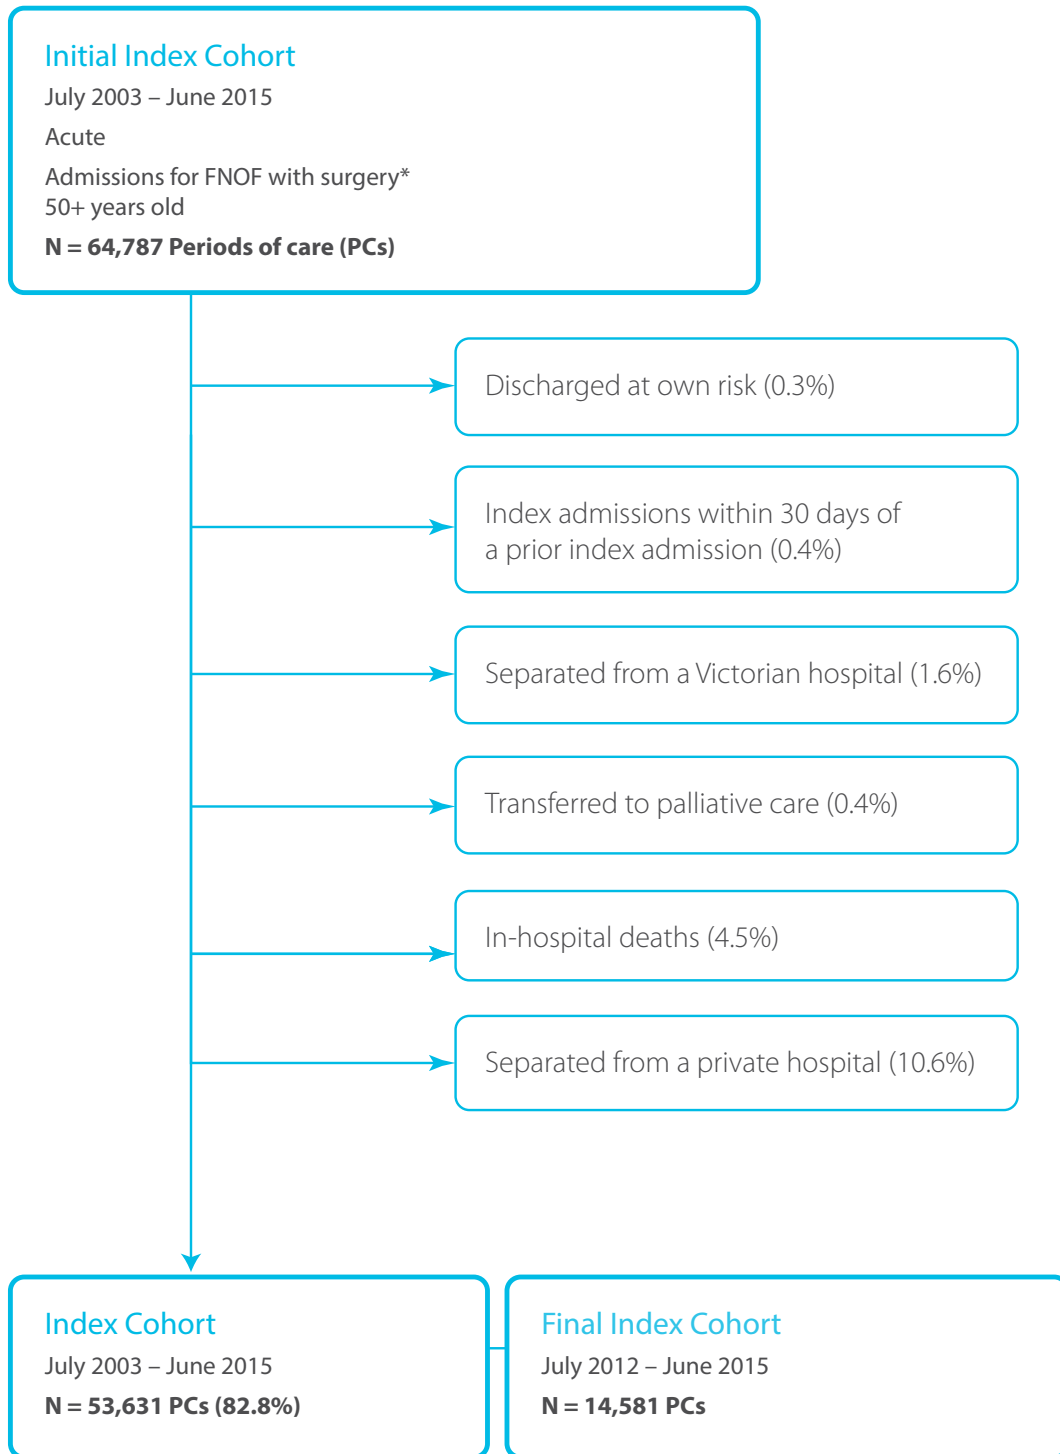 Initial Index Cohort
July 2003 – June 2015
Acute
Admissions for FNOF with surgery*
50+ years old
N = 64,787 Periods of care (PCs)
Discharged at own risk (0.3%)
Index admissions within 30 days of
a prior index admission (0.4%)
Separated from a Victorian hospital (1.6%)
Transferred to palliative care (0.4%)
In-hospital deaths (4.5%)
Separated from a private hospital (10.6%)
Index Cohort
July 2003 – June 2015
N = 53,631 PCs (82.8%)
Final Index Cohort
July 2012 – June 2015
N = 14,581 PCs